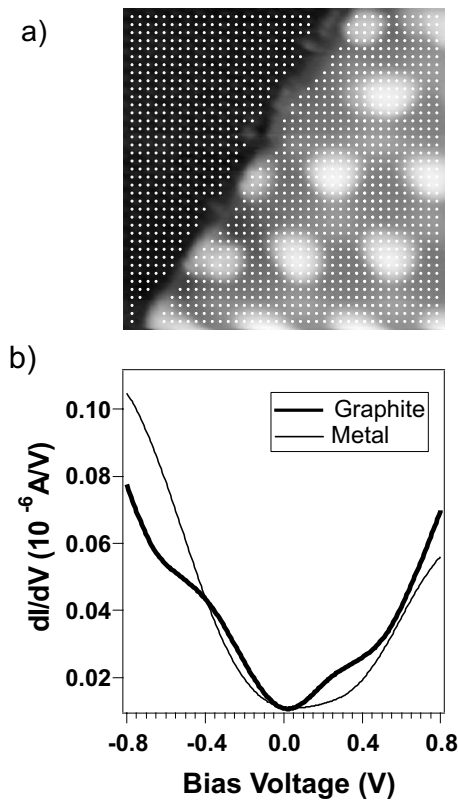 a)
b)
0.10
0.08
0.06
0.04
0.02
dI/dV (10 ⁻⁶ A/V)
Graphite
Metal
-0.8
-0.4
0.0
0.4
0.8
Bias Voltage (V)